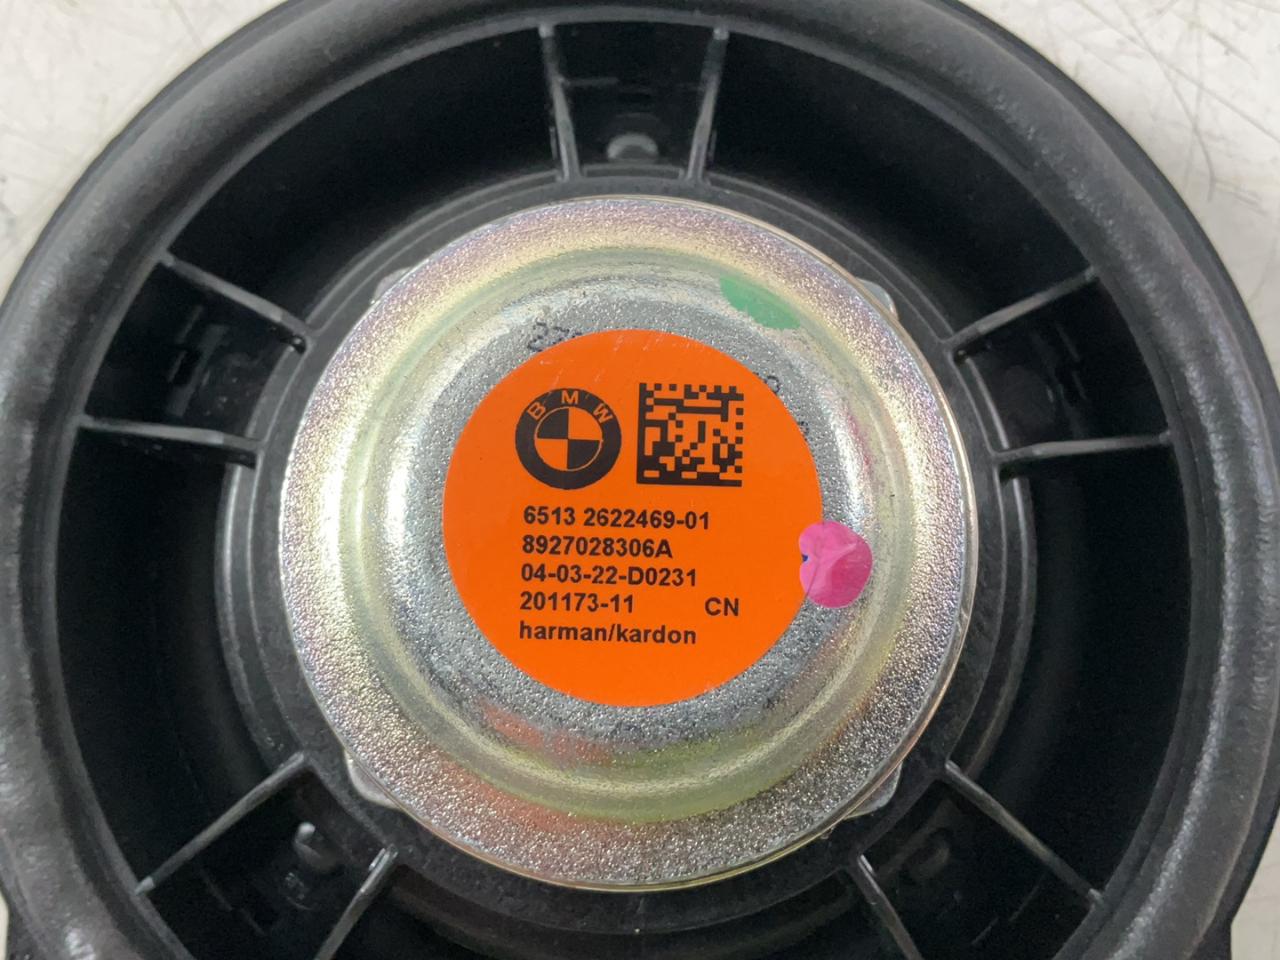 BMW
6513 2622469-01
8927028306A
04-03-22-D0231
201173-11 CN
harman/kardon